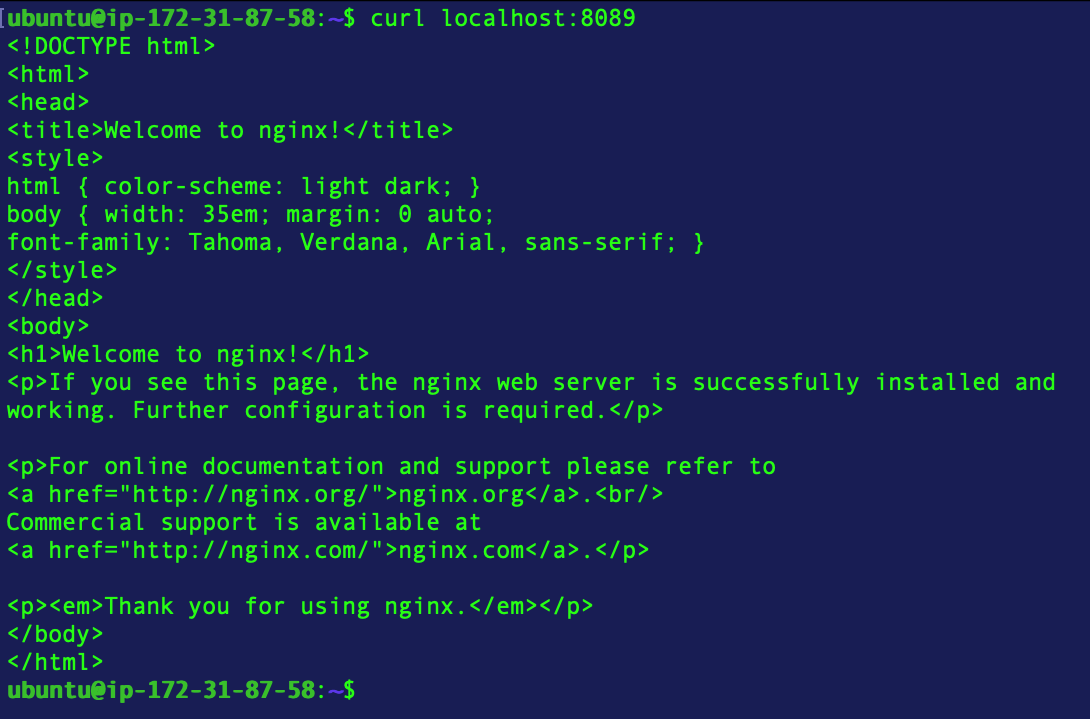 [ubuntu@ip-172-31-87-58:~$ curl localhost:8089
<!DOCTYPE html>
<html>
<head>
<title>Welcome to nginx!</title>
<style>
html { color-scheme: light dark; }
body { width: 35em; margin: 0 auto;
font-family: Tahoma, Verdana, Arial, sans-serif; }
</style>
</head>
<body>
<h1>Welcome to nginx!</h1>
<p>If you see this page, the nginx web server is successfully installed and
working. Further configuration is required.</p>

<p>For online documentation and support please refer to
<a href="http://nginx.org/">nginx.org</a>.<br/>
Commercial support is available at
<a href="http://nginx.com/">nginx.com</a>.</p>

<p><em>Thank you for using nginx.</em></p>
</body>
</html>
ubuntu@ip-172-31-87-58:~$